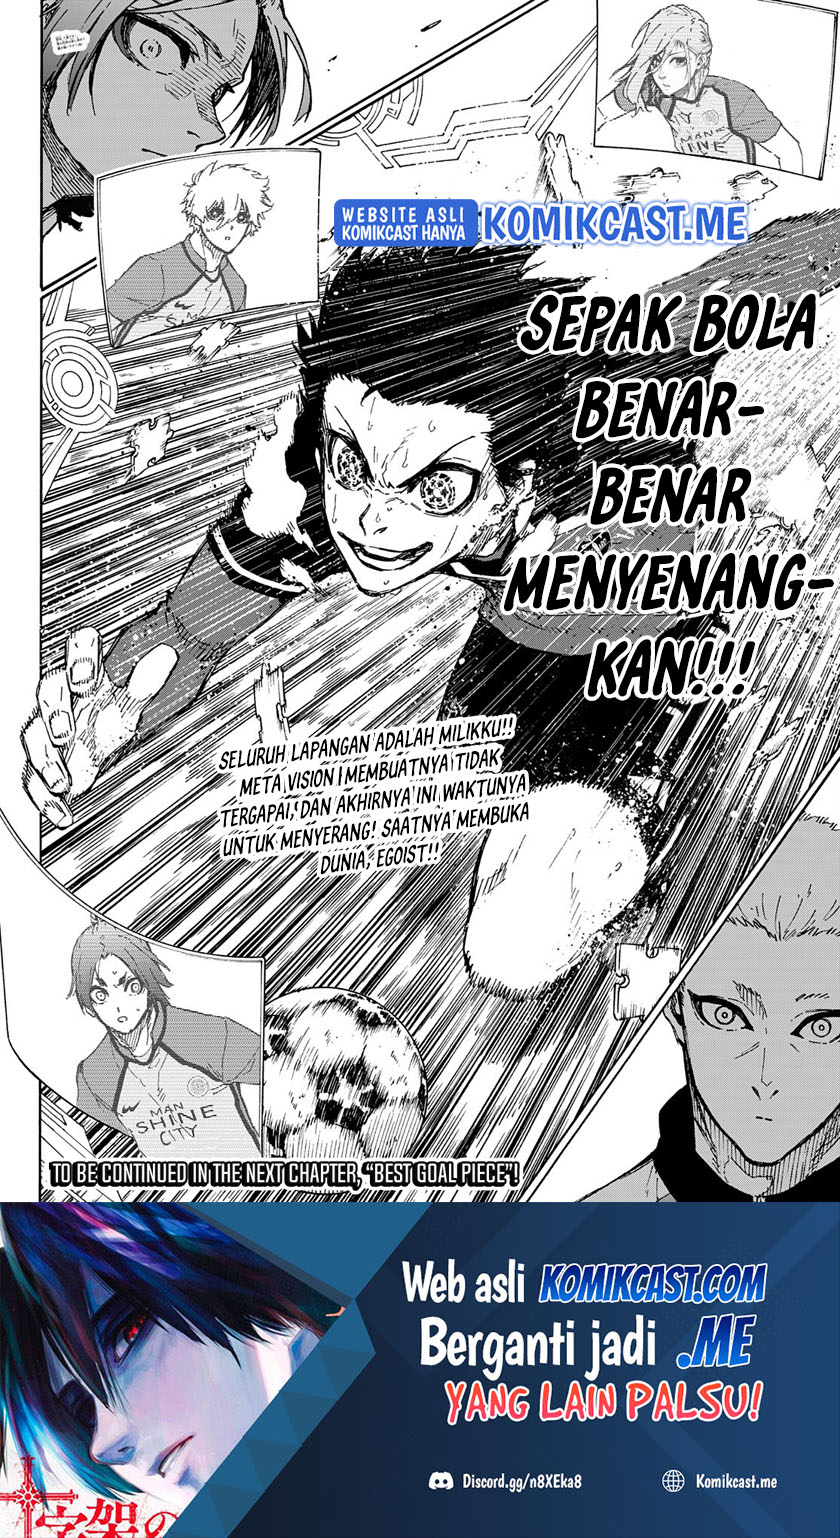 WEBSITE ASLI
KOMIKCAST HANYA
KOMIKCAST.ME
SEPAK BOLA
BENAR-
BENAR
MENYENANG-
KAN!!!
SELURUH LAPANGAN ADALAH MILIKKU!!
META VISION MEMBUATNYA TIDAK
TERGAPAI, DAN AKHIRNYA INI WAKTUNYA
UNTUK MENYERANG! SAATNYA MEMBUKA
DUNIA, EGOIST!!
MAN
SHINE
CITY
TO BE CONTINUED IN THE NEXT CHAPTER, "BEST GOAL PIECE"!
Web asli KOMIKCAST.COM
Berganti jadi .ME
YANG LAIN PALSU!
Discord.gg/n8XEka8
Komikcast.me
字架の